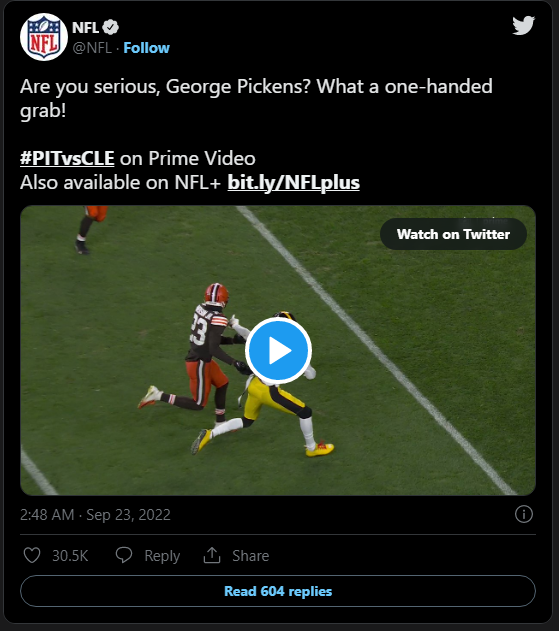 NFL
NFL
@NFL · Follow
Are you serious, George Pickens? What a one-handed
grab!
#PITvsCLE on Prime Video
Also available on NFL+ bit.ly/NFLplus
Watch on Twitter
23
2:48 AM · Sep 23, 2022
30.5K
Reply
Share
Read 604 replies